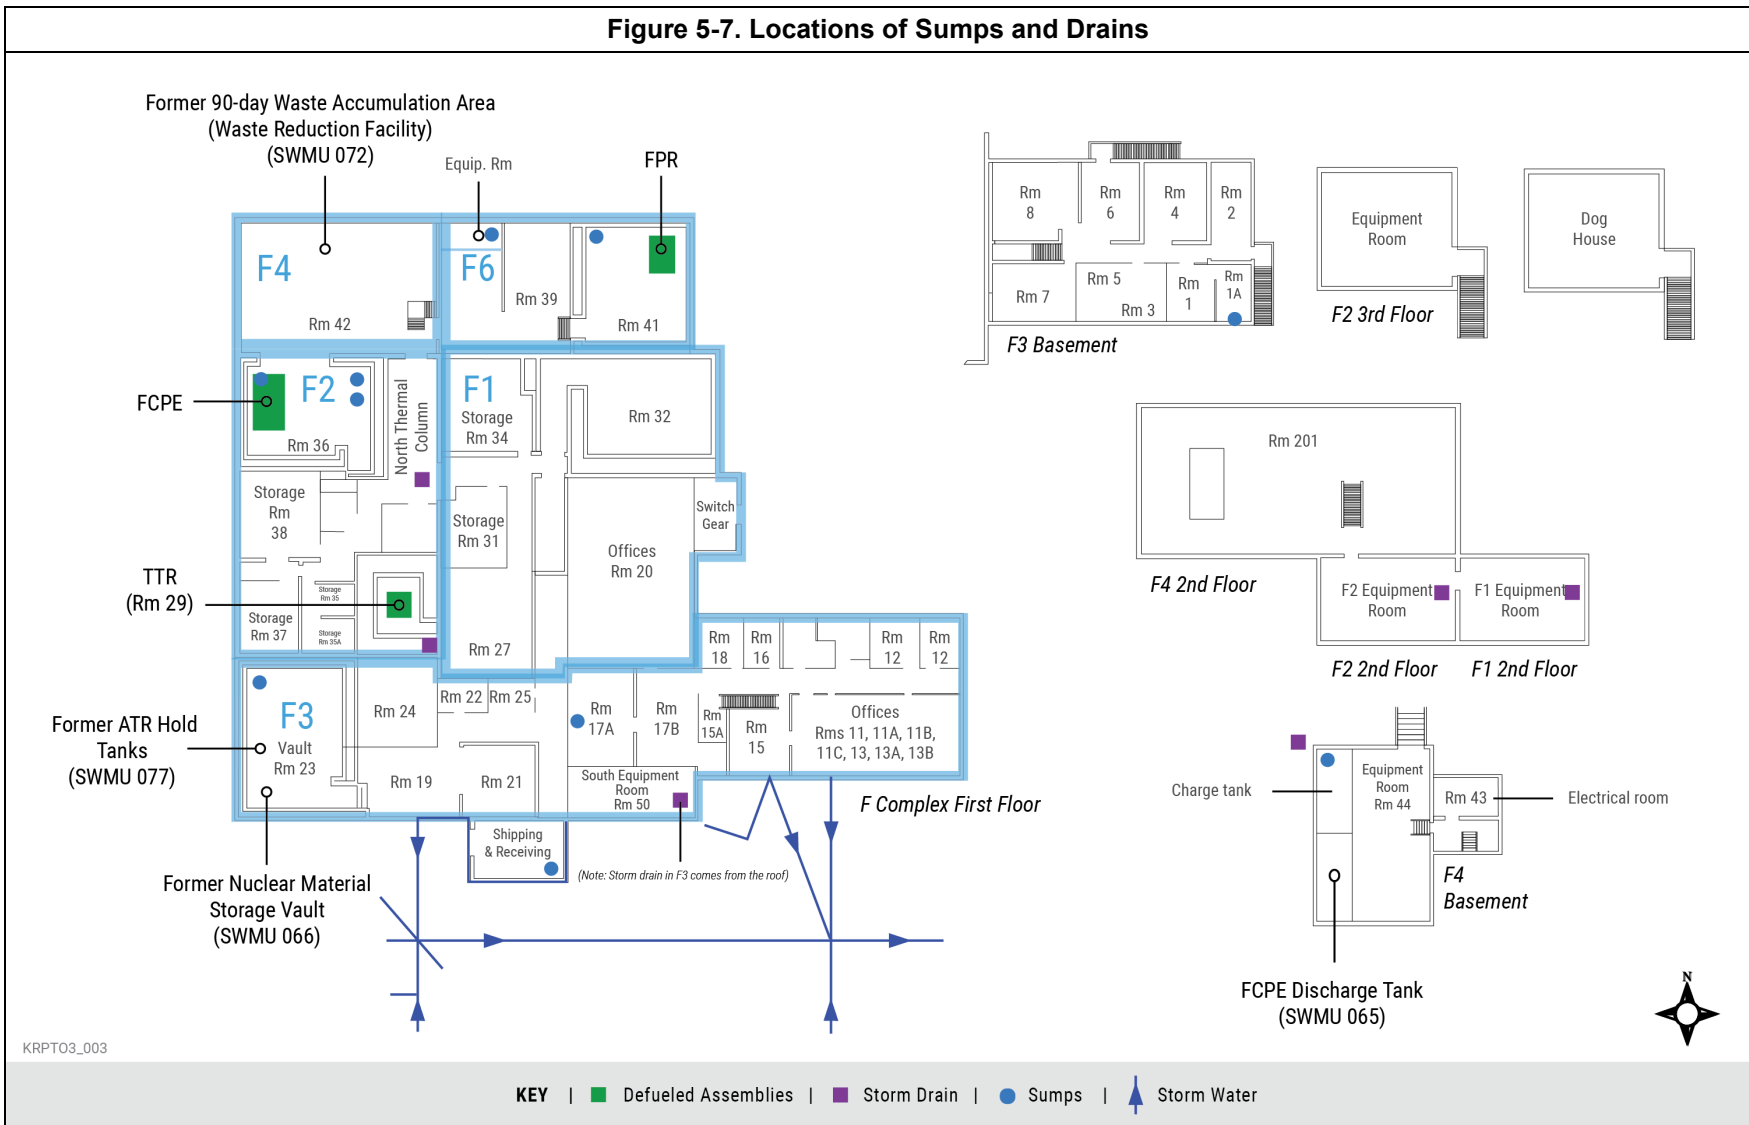 Figure 5-7. Locations of Sumps and Drains
Former 90-day Waste Accumulation Area
(Waste Reduction Facility)
(SWMU 072)
Equip. Rm
FPR
F4
F6
Rm 39
Rm 42
Rm 41
FCPE
F2
Rm 36
North Thermal
Column
F1
Storage
Rm 34
Rm 32
Storage
Rm
38
Storage
Rm 31
Switch
Gear
Offices
Rm 20
TTR
(Rm 29)
Storage
Rm 35
Storage
Rm 37
Storage
Rm 35A
Rm 27
Rm
18
Rm
16
Rm
12
Rm
12
Former ATR Hold
Tanks
(SWMU 077)
F3
Vault
Rm 23
Rm 24
Rm 22
Rm 25
Rm
17A
Rm
17B
Rm
15A
Rm
15
Offices
Rms 11, 11A, 11B,
11C, 13, 13A, 13B
Rm 19
Rm 21
South Equipment
Room
Rm 50
F Complex First Floor
Shipping
& Receiving
(Note: Storm drain in F3 comes from the roof)
Former Nuclear Material
Storage Vault
(SWMU 066)
Rm
8
Rm
6
Rm
4
Rm
2
Rm 7
Rm 5
Rm 3
Rm
1
Rm
1A
F3 Basement
Equipment
Room
F2 3rd Floor
Dog
House
Rm 201
F4 2nd Floor
F2 Equipment
Room
F1 Equipment
Room
F2 2nd Floor
F1 2nd Floor
Charge tank
Equipment
Room
Rm 44
Rm 43
Electrical room
F4
Basement
FCPE Discharge Tank
(SWMU 065)
N
KRPTO3_003
KEY | Defueled Assemblies | Storm Drain | Sumps | Storm Water